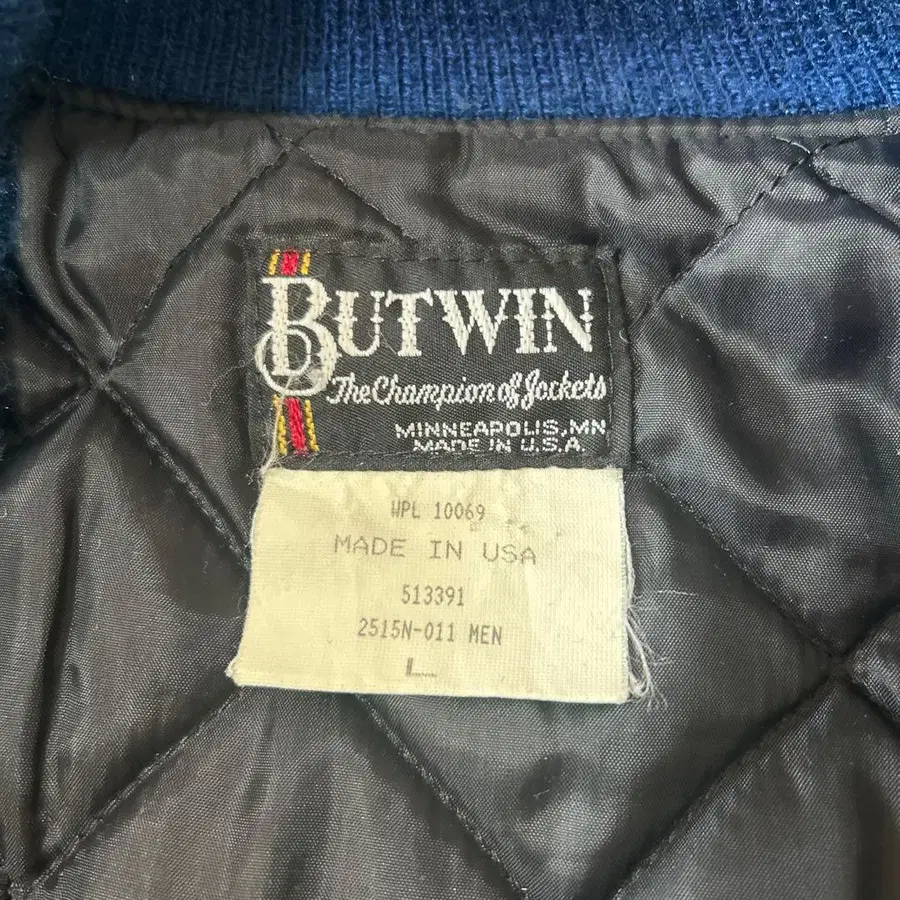 BUTWIN
The Champion of Jackets
MINNEAPOLIS, MN
MADE IN U.S.A.
WPL 10069
MADE IN USA
513391
2515N-011 MEN
L